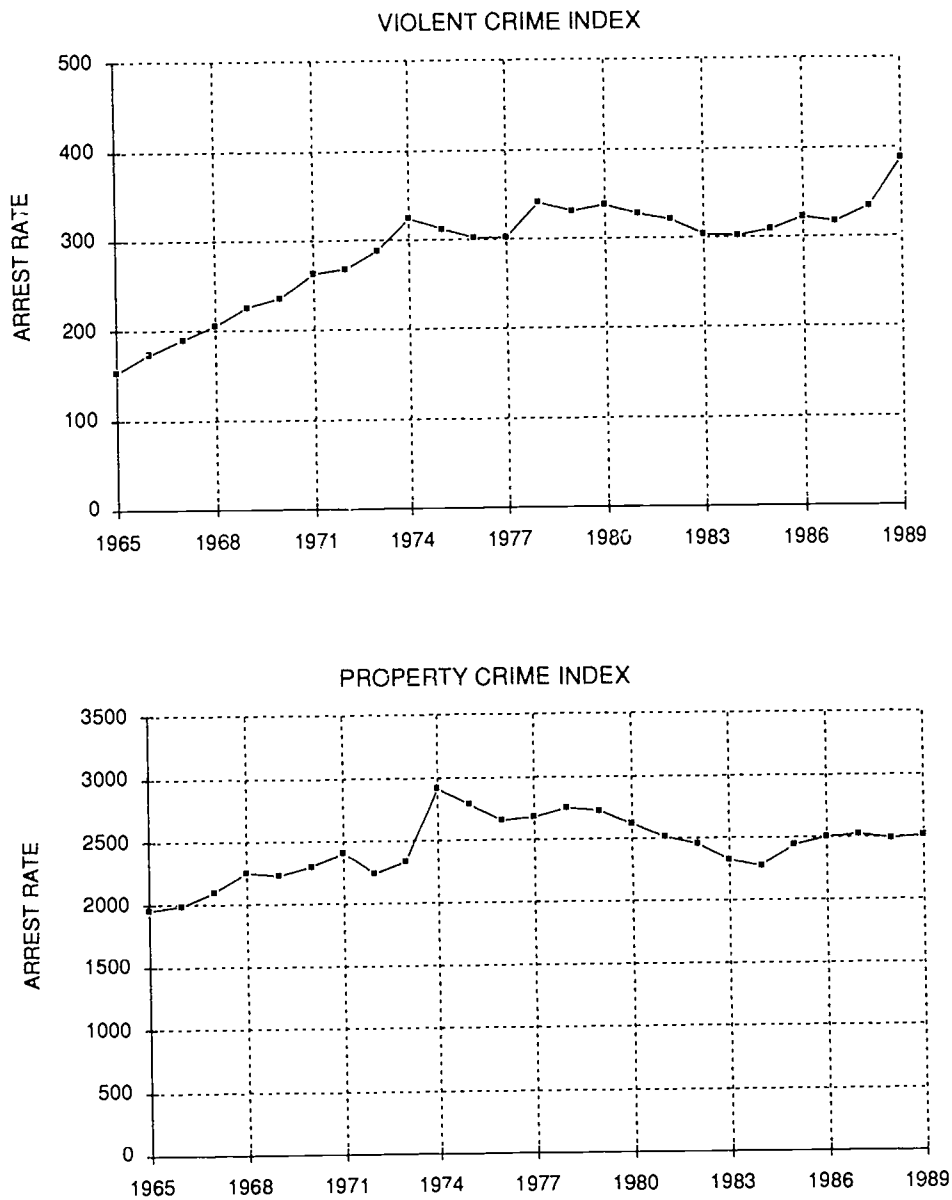 VIOLENT CRIME INDEX
500
400
300
200
100
0
ARREST RATE
1965 1968 1971 1974 1977 1980 1983 1986 1989
PROPERTY CRIME INDEX
3500
3000
2500
2000
1500
1000
500
0
ARREST RATE
1965 1968 1971 1974 1977 1980 1983 1986 1989